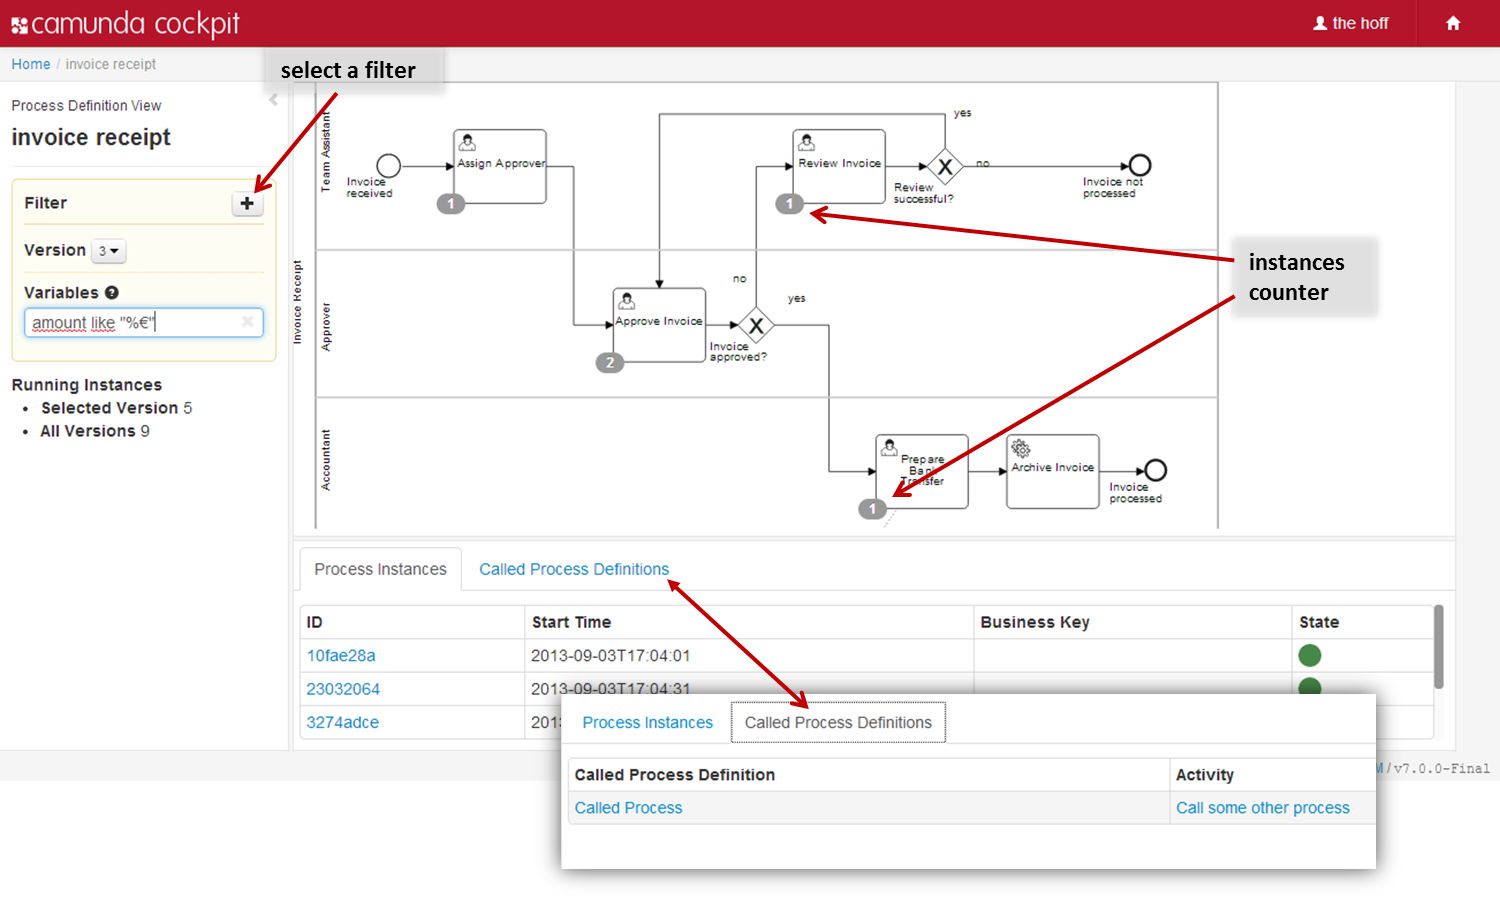 camunda cockpit
the hoff
Home / invoice receipt
select a filter
Process Definition View
invoice receipt
Filter
+
Version 3
Variables ?
amount like "%€"
Running Instances
• Selected Version 5
• All Versions 9
Invoice Receipt
Team Assistant
Invoice
received
Assign Approver
1
Review Invoice
1
yes
X
no
Review
successful?
Invoice not
processed
instances
counter
Approver
no
yes
Approve Invoice
2
X
Invoice
approved?
Accountant
Prepare
Bank
Transfer
1
Archive Invoice
Invoice
processed
Process Instances
Called Process Definitions
ID Start Time Business Key State
10fae28a 2013-09-03T17:04:01
23032064 2013-09-03T17:04:31
3274adce 201
Process Instances
Called Process Definitions
Called Process Definition Activity
Called Process Call some other process
/ v7.0.0-Final